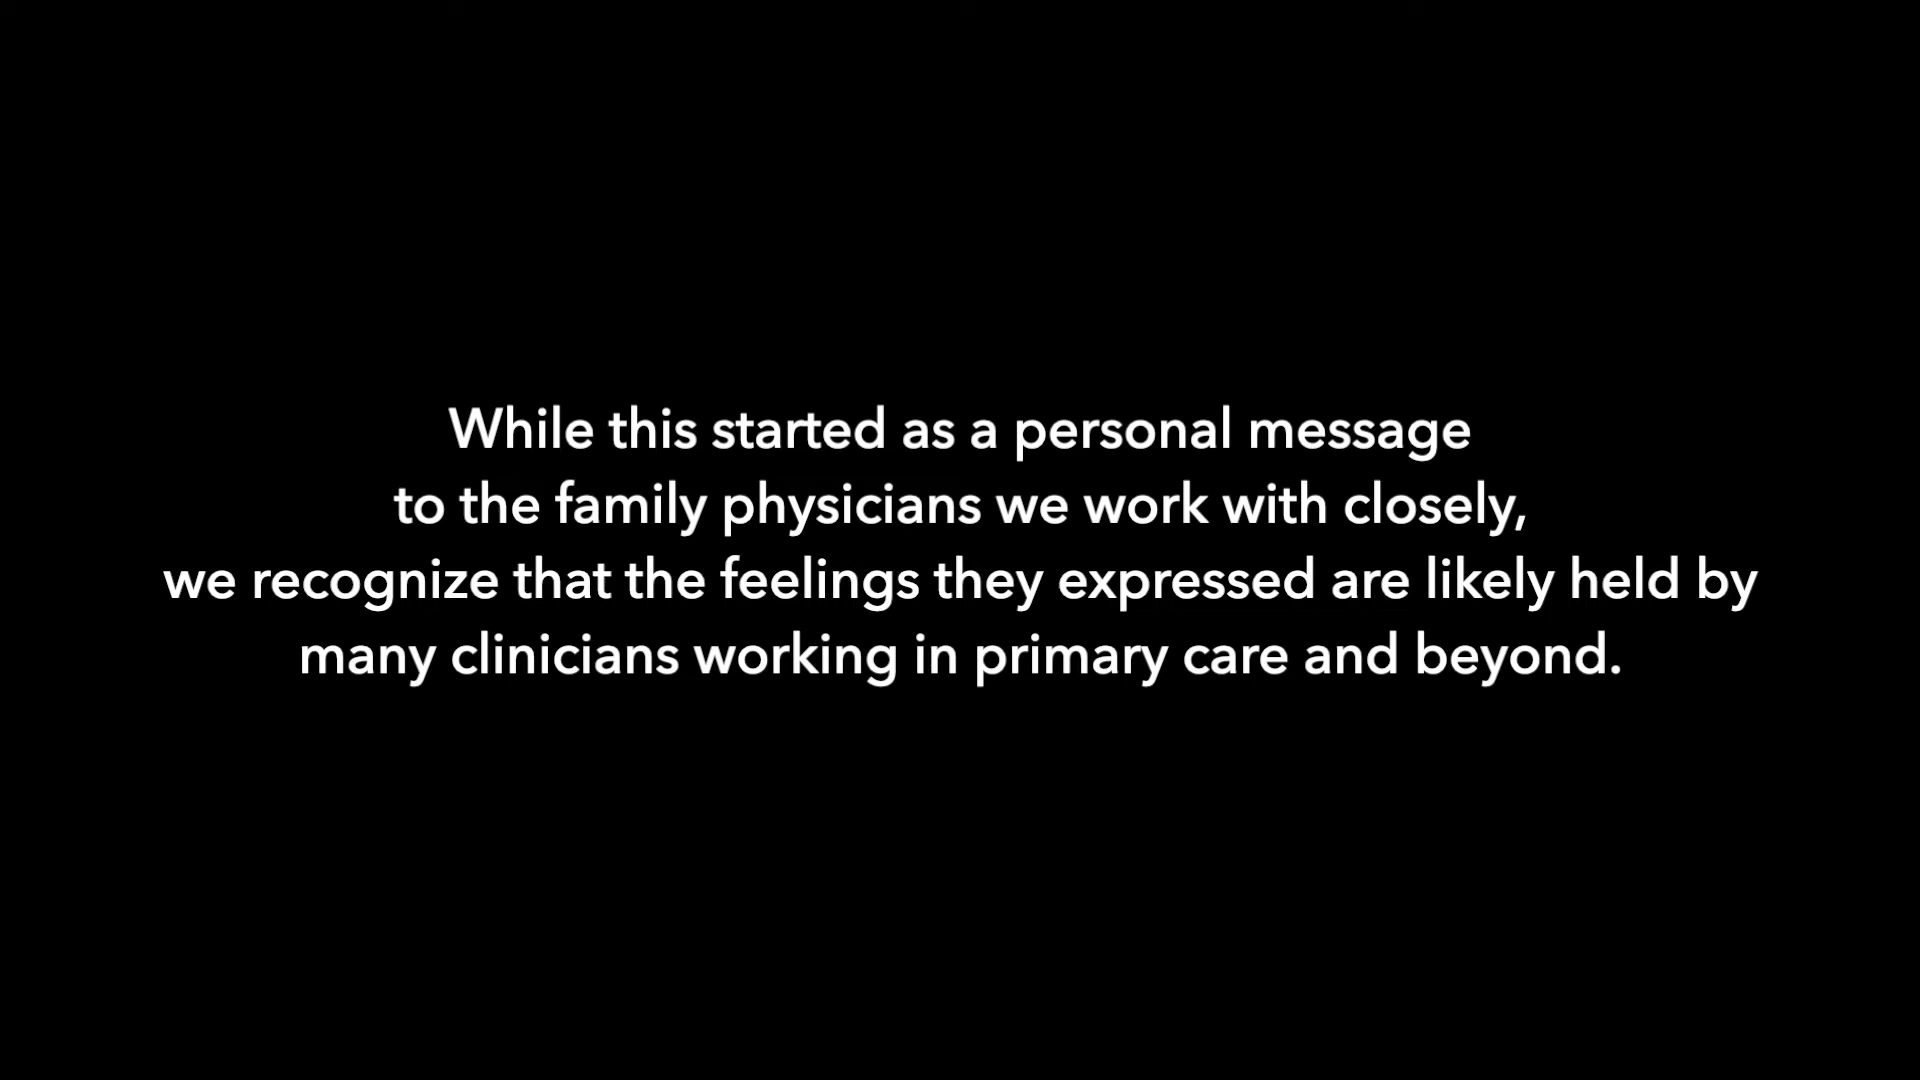 While this started as a personal message
to the family physicians we work with closely,
we recognize that the feelings they expressed are likely held by
many clinicians working in primary care and beyond.